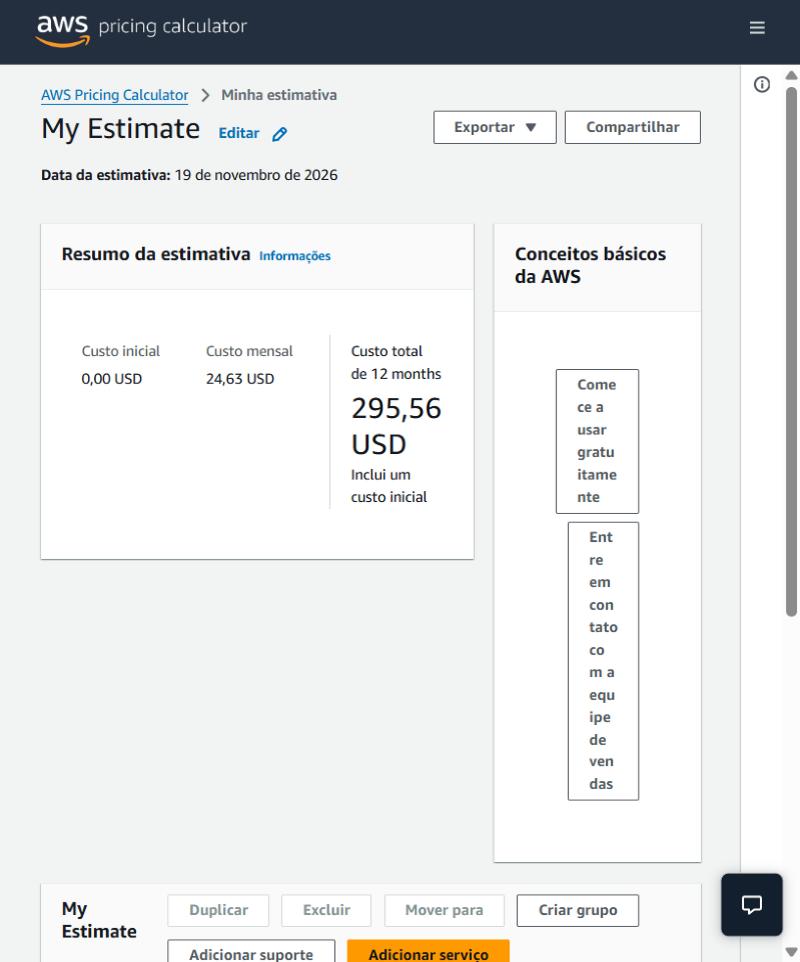 aws pricing calculator
AWS Pricing Calculator > Minha estimativa
My Estimate Editar
Exportar ▼ Compartilhar
Data da estimativa: 19 de novembro de 2026
Resumo da estimativa Informações
Custo inicial
0,00 USD
Custo mensal
24,63 USD
Custo total
de 12 months
295,56
USD
Inclui um
custo inicial
Conceitos básicos
da AWS
Come
ce a
usar
gratu
itame
nte
Ent
re
em
con
tato
co
m a
equ
ipe
de
ven
das
My
Estimate
Duplicar Excluir Mover para Criar grupo
Adicionar suporte Adicionar serviço